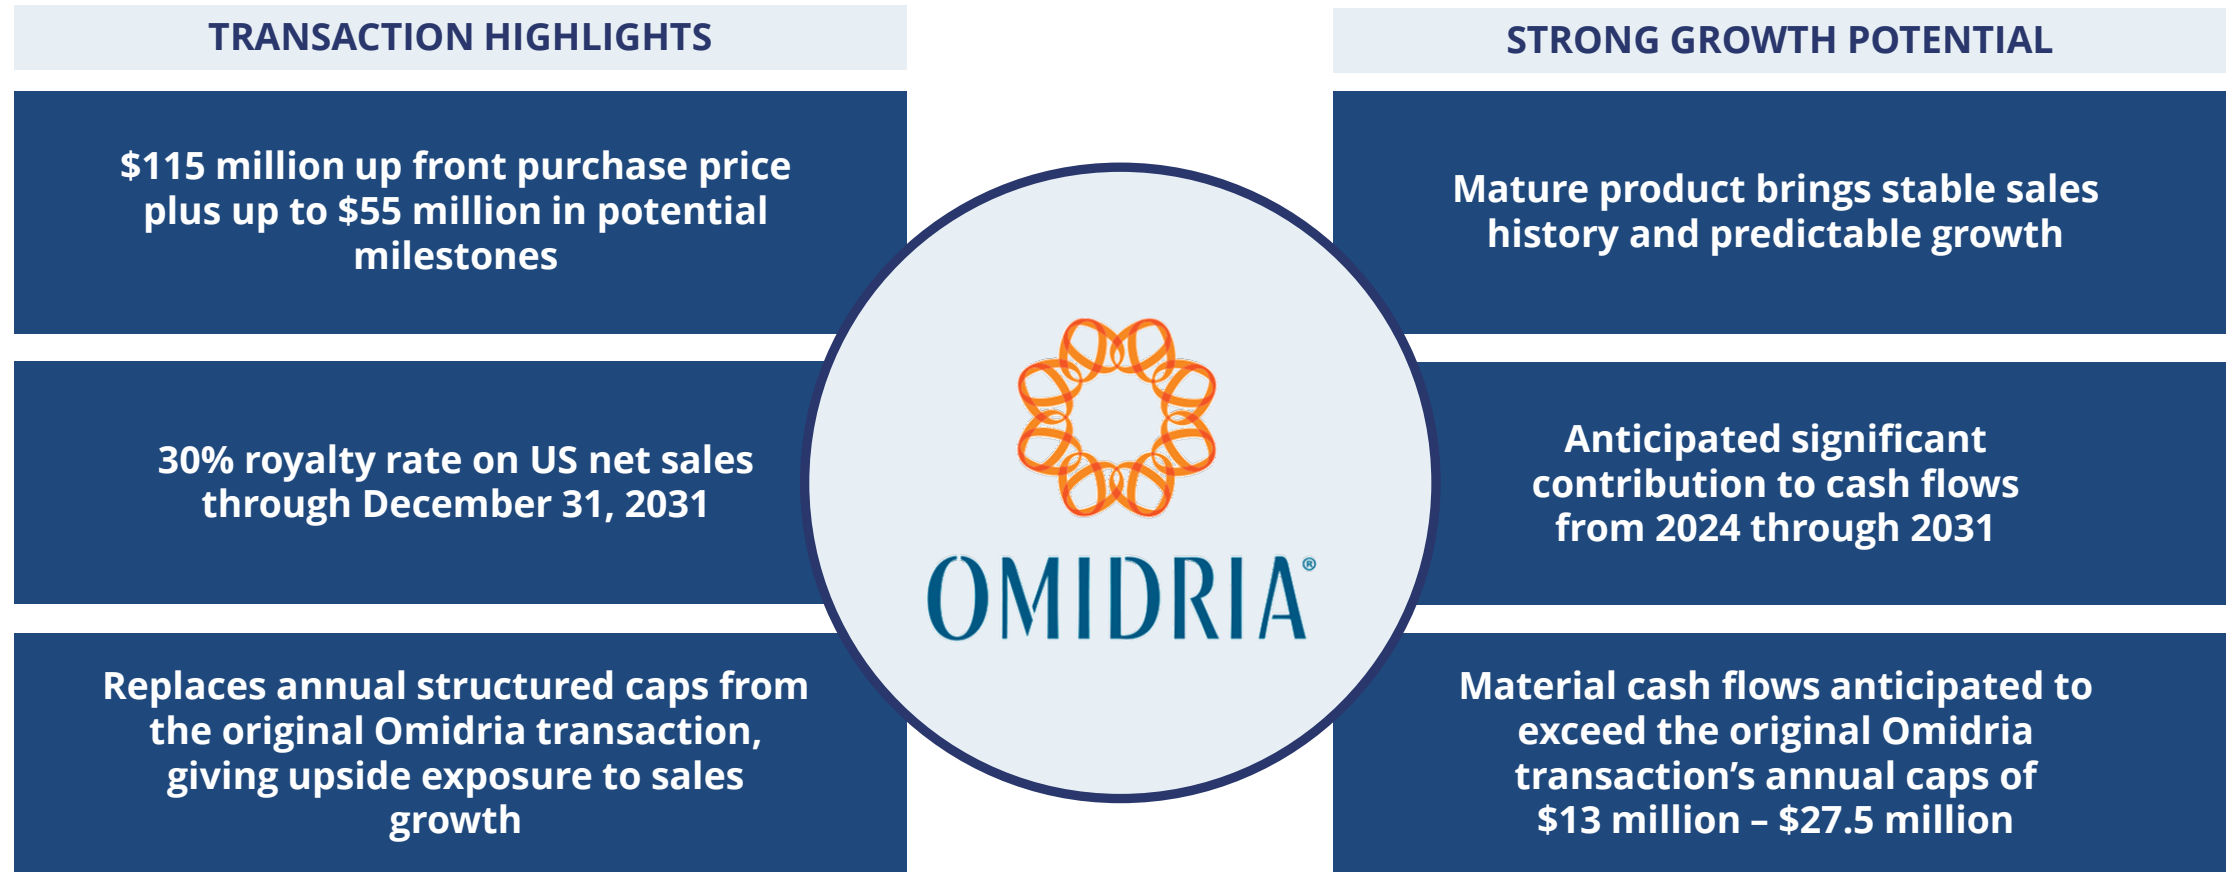 TRANSACTION HIGHLIGHTS
$115 million up front purchase price
plus up to $55 million in potential
milestones
30% royalty rate on US net sales
through December 31, 2031
Replaces annual structured caps from
the original Omidria transaction,
giving upside exposure to sales
growth
OMIDRIA®
STRONG GROWTH POTENTIAL
Mature product brings stable sales
history and predictable growth
Anticipated significant
contribution to cash flows
from 2024 through 2031
Material cash flows anticipated to
exceed the original Omidria
transaction’s annual caps of
$13 million – $27.5 million